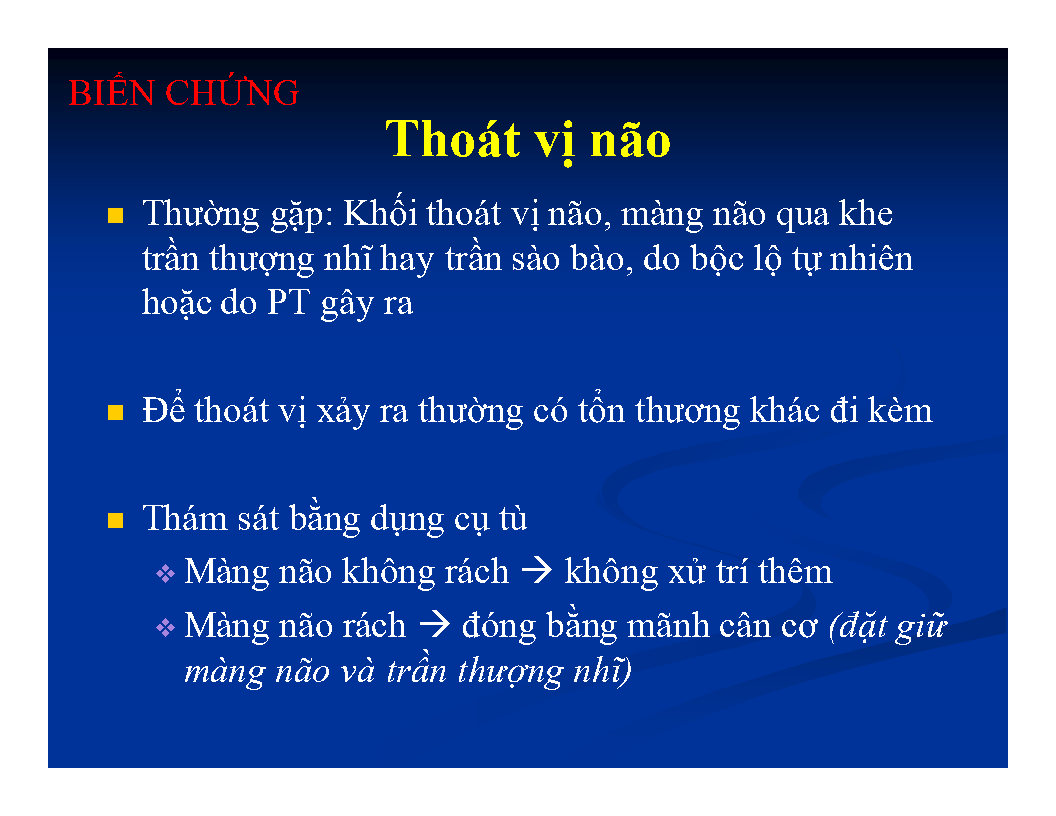 BIẾN CHỨNG
Thoát vị não
Thường gặp: Khối thoát vị não, màng não qua khe
trần thượng nhĩ hay trần sào bào, do bộc lộ tự nhiên
hoặc do PT gây ra
Để thoát vị xảy ra thường có tổn thương khác đi kèm
Thám sát bằng dụng cụ tù
Màng não không rách → không xử trí thêm
Màng não rách → đóng bằng mãnh cân cơ (đặt giữ
màng não và trần thượng nhĩ)